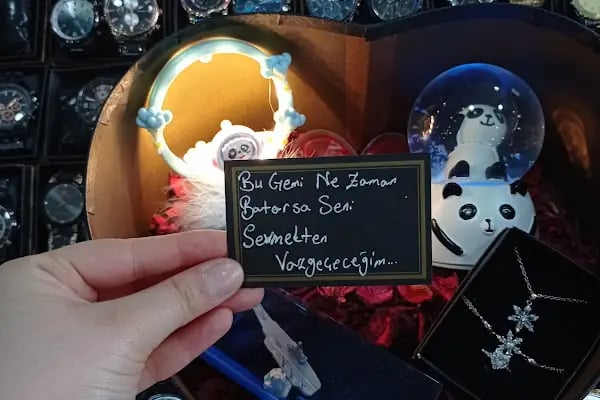 Bu Gemi Ne Zaman
Batarsa Seni
Sevmekten
Vazgeçeceğim...